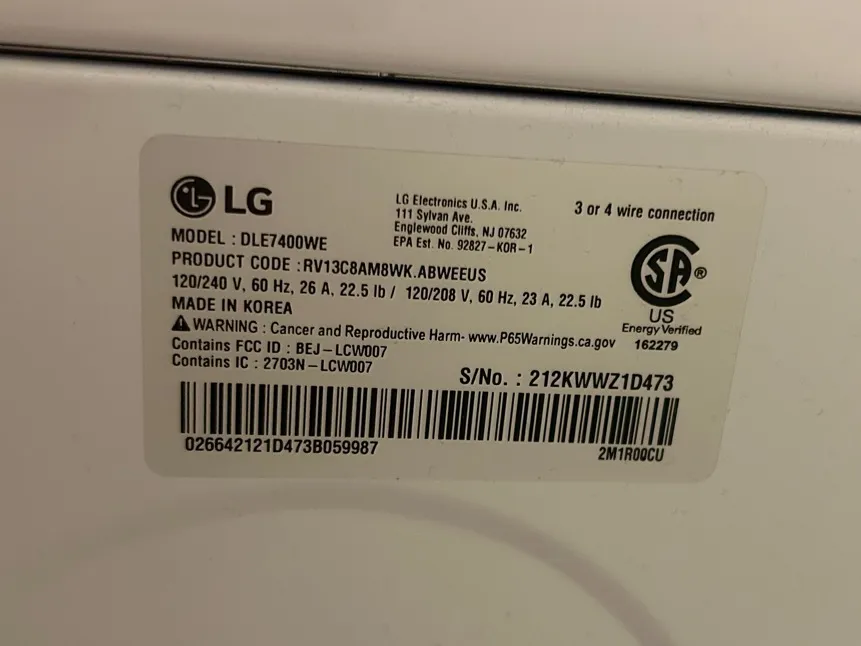 LG
LG Electronics U.S.A. Inc.
111 Sylvan Ave.
Englewood Cliffs, NJ 07632
EPA Est. No. 92827-KOR-1
3 or 4 wire connection
MODEL : DLE7400WE
PRODUCT CODE : RV13C8AM8WK.ABWEEUS
120/240 V, 60 Hz, 26 A, 22.5 lb / 120/208 V, 60 Hz, 23 A, 22.5 lb
MADE IN KOREA
WARNING : Cancer and Reproductive Harm- www.P65Warnings.ca.gov
Contains FCC ID : BEJ-LCW007
Contains IC : 2703N-LCW007
SA®
US
Energy Verified
162279
S/No. : 212KWWZ1D473
026642121D473B059987
2M1R00CU